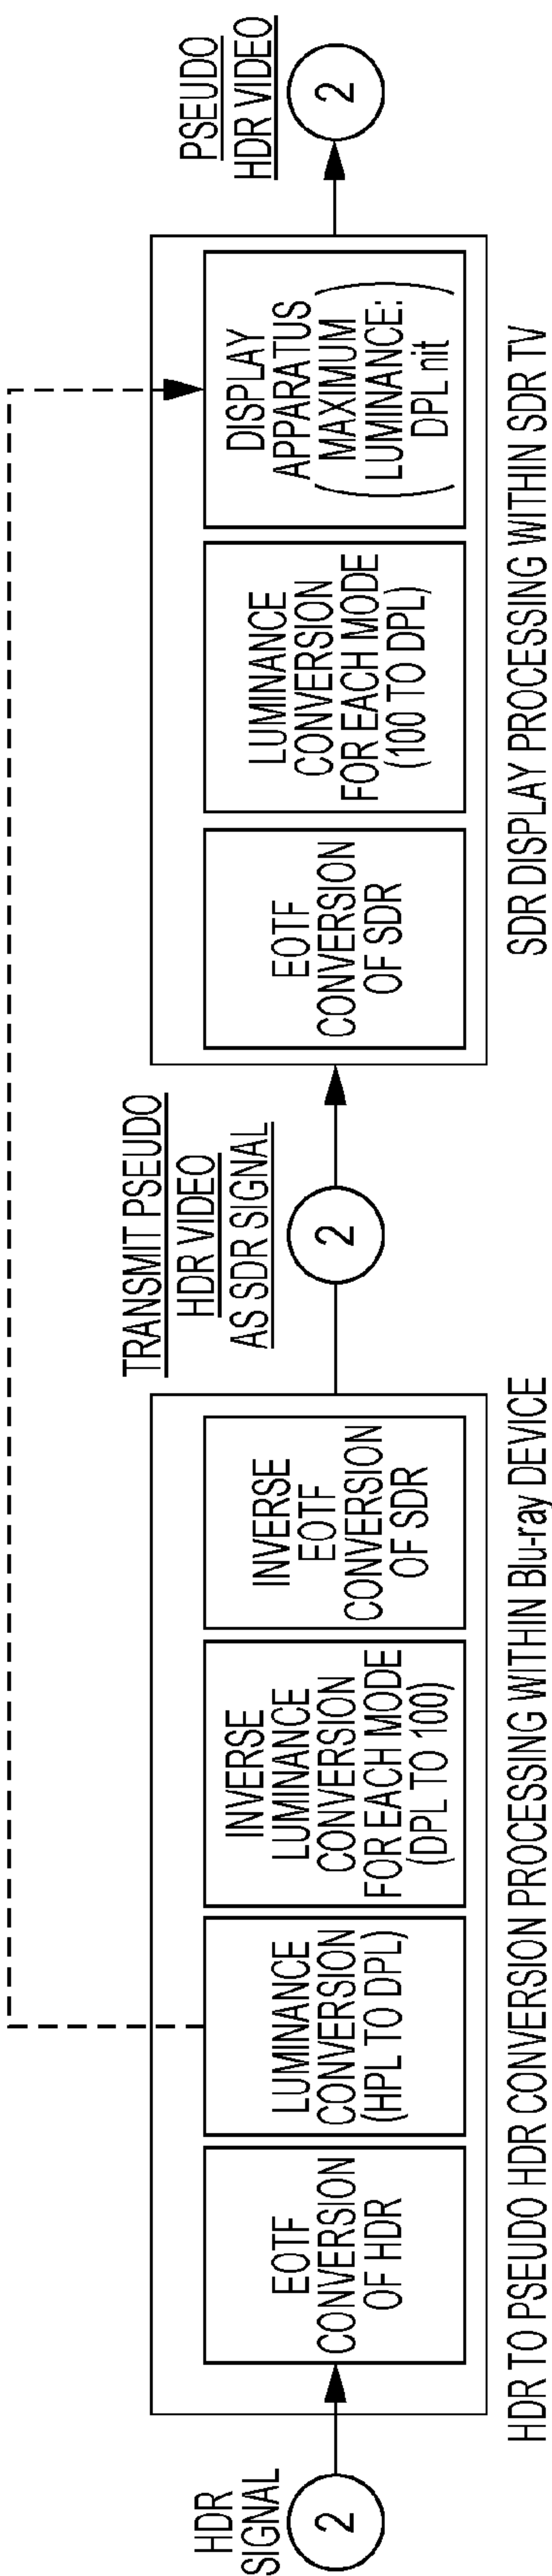 HDR
SIGNAL
2
EOTF
CONVERSION
OF HDR
LUMINANCE
CONVERSION
(HPL TO DPL)
INVERSE
LUMINANCE
CONVERSION
FOR EACH MODE
(DPL TO 100)
INVERSE
EOTF
CONVERSION
OF SDR
HDR TO PSEUDO HDR CONVERSION PROCESSING WITHIN Blu-ray DEVICE
TRANSMIT PSEUDO
HDR VIDEO
AS SDR SIGNAL
2
EOTF
CONVERSION
OF SDR
LUMINANCE
CONVERSION
FOR EACH MODE
(100 TO DPL)
DISPLAY
APPARATUS
(MAXIMUM
LUMINANCE:
DPL nit)
SDR DISPLAY PROCESSING WITHIN SDR TV
PSEUDO
HDR VIDEO
2